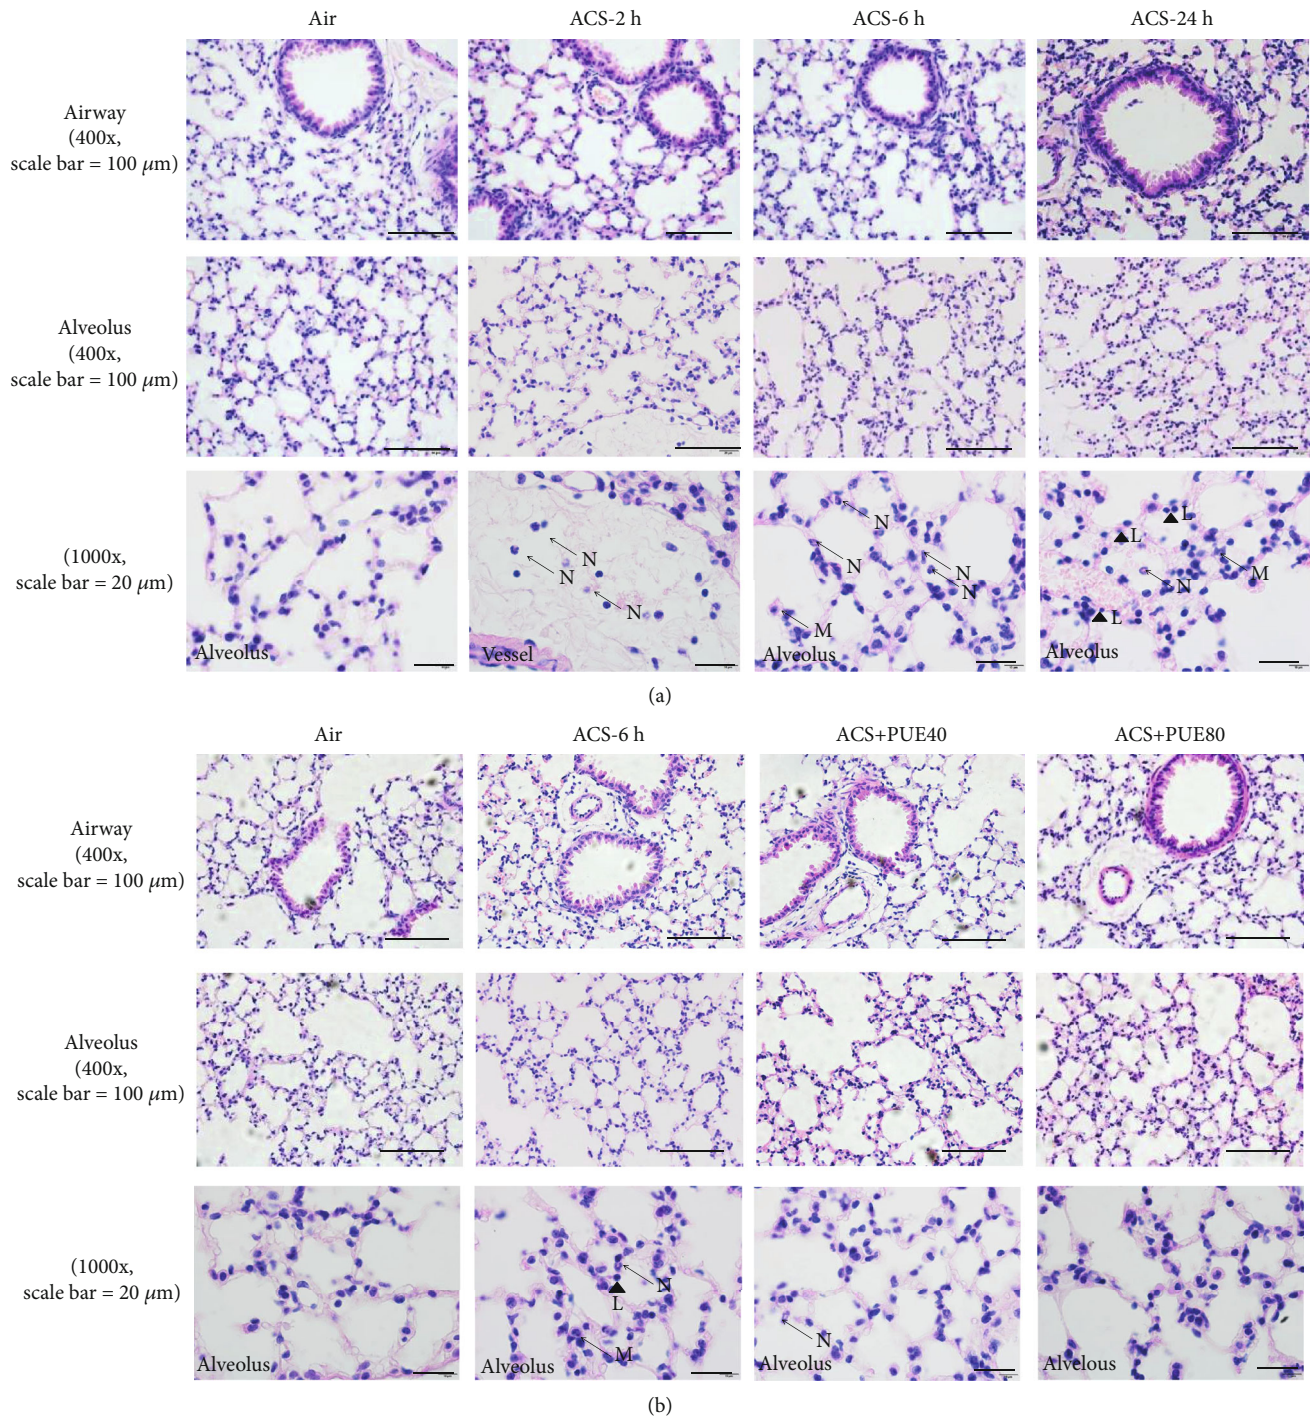 Air ACS-2 h ACS-6 h ACS-24 h
Airway
(400x,
scale bar = 100 μm)
Alveolus
(400x,
scale bar = 100 μm)
(1000x,
scale bar = 20 μm)
N
N
N
N
N
N
N
M
L
L
M
N
L
Alveolus Vessel Alveolus Alveolus
(a)
Air ACS-6 h ACS+PUE40 ACS+PUE80
Airway
(400x,
scale bar = 100 μm)
Alveolus
(400x,
scale bar = 100 μm)
(1000x,
scale bar = 20 μm)
N
L
M
N
Alveolus Alveolus Alveolus Alvelous
(b)